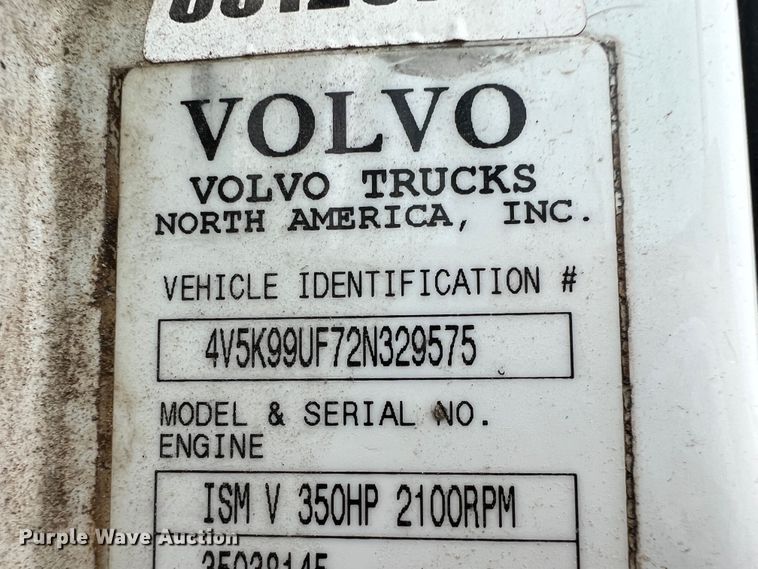 VOLVO
VOLVO TRUCKS
NORTH AMERICA, INC.
VEHICLE IDENTIFICATION #
4V5K99UF72N329575
MODEL & SERIAL NO.
ENGINE
ISM V 350HP 2100RPM
35038145
Purple Wave Auction